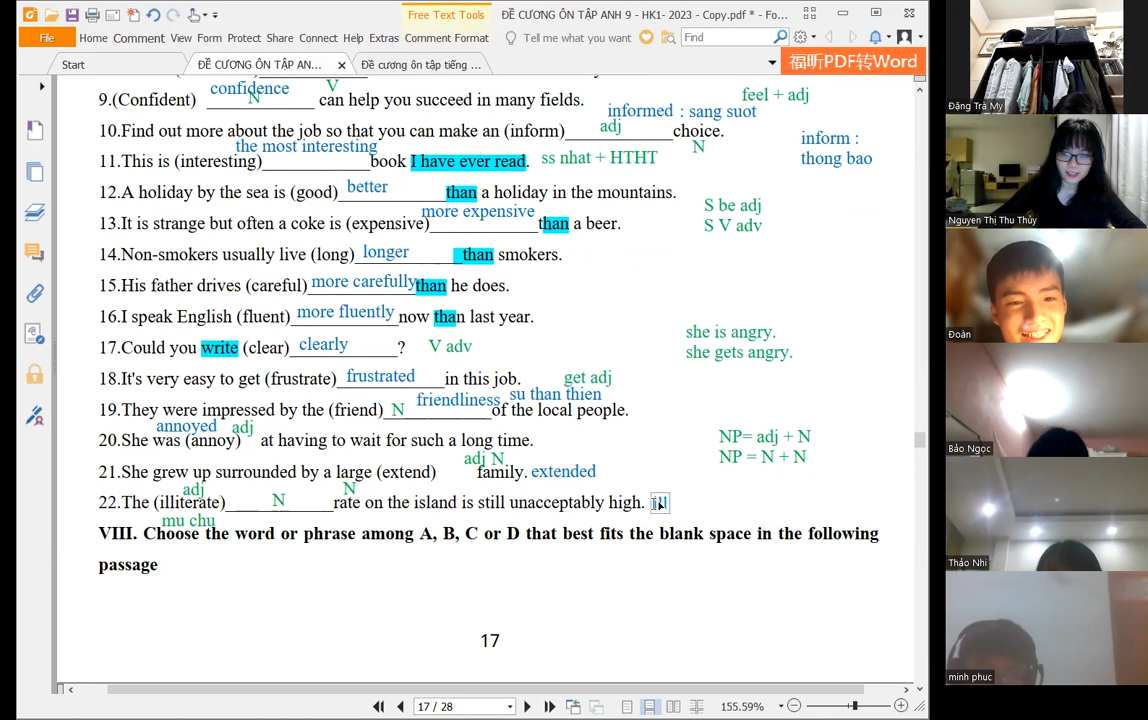 Free Text Tools
ĐỀ CƯƠNG ÔN TẬP ANH 9 - HK1- 2023 - Copy.pdf * - Fo...
File Home Comment View Form Protect Share Connect Help Extras Comment Format Tell me what you want Find
Start ĐỀ CƯƠNG ÔN TẬP AN... Đề cương ôn tập tiếng ...
福昕PDF转Word
confidence V
9.(Confident) ____________ N can help you succeed in many fields. feel + adj
informed : sang suot
10.Find out more about the job so that you can make an (inform)____________ adj choice. N
inform :
thong bao
the most interesting
11.This is (interesting)____________book I have ever read. ss nhat + HTHT
12.A holiday by the sea is (good) better than a holiday in the mountains.
S be adj
S V adv
13.It is strange but often a coke is (expensive) more expensive than a beer.
14.Non-smokers usually live (long) longer than smokers.
15.His father drives (careful) more carefully than he does.
16.I speak English (fluent) more fluently now than last year.
she is angry.
she gets angry.
17.Could you write (clear) clearly ? V adv
18.It's very easy to get (frustrate) frustrated in this job. get adj
friendliness su than thien
19.They were impressed by the (friend) N ____________of the local people.
annoyed adj
20.She was (annoy) at having to wait for such a long time.
NP= adj + N
NP = N + N
adj N
21.She grew up surrounded by a large (extend) family. extended
adj N N
22.The (illiterate)____________rate on the island is still unacceptably high.
mu chu
VIII. Choose the word or phrase among A, B, C or D that best fits the blank space in the following
passage
17
17 / 28
155.59%
Đặng Trà My
Nguyen Thị Thu Thủy
Đoàn
Bảo Ngọc
Thảo Nhi
minh phuc